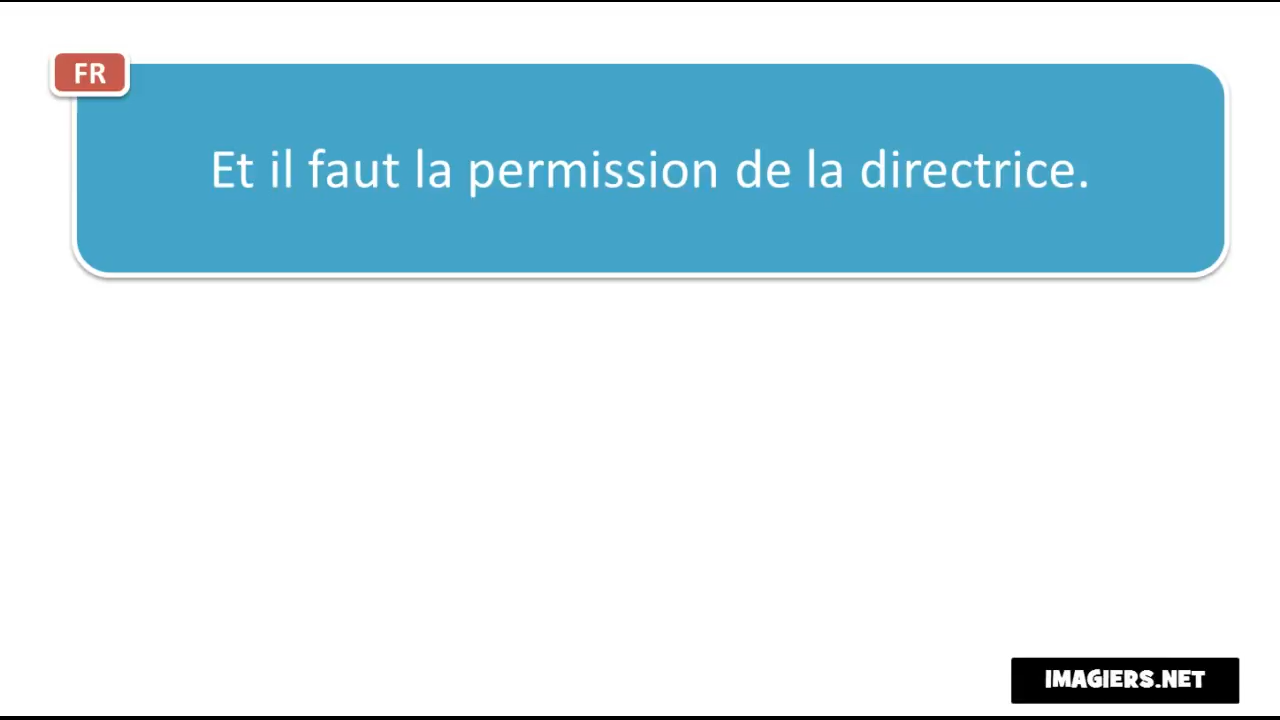 FR
Et il faut la permission de la directrice.
IMAGIERS.NET